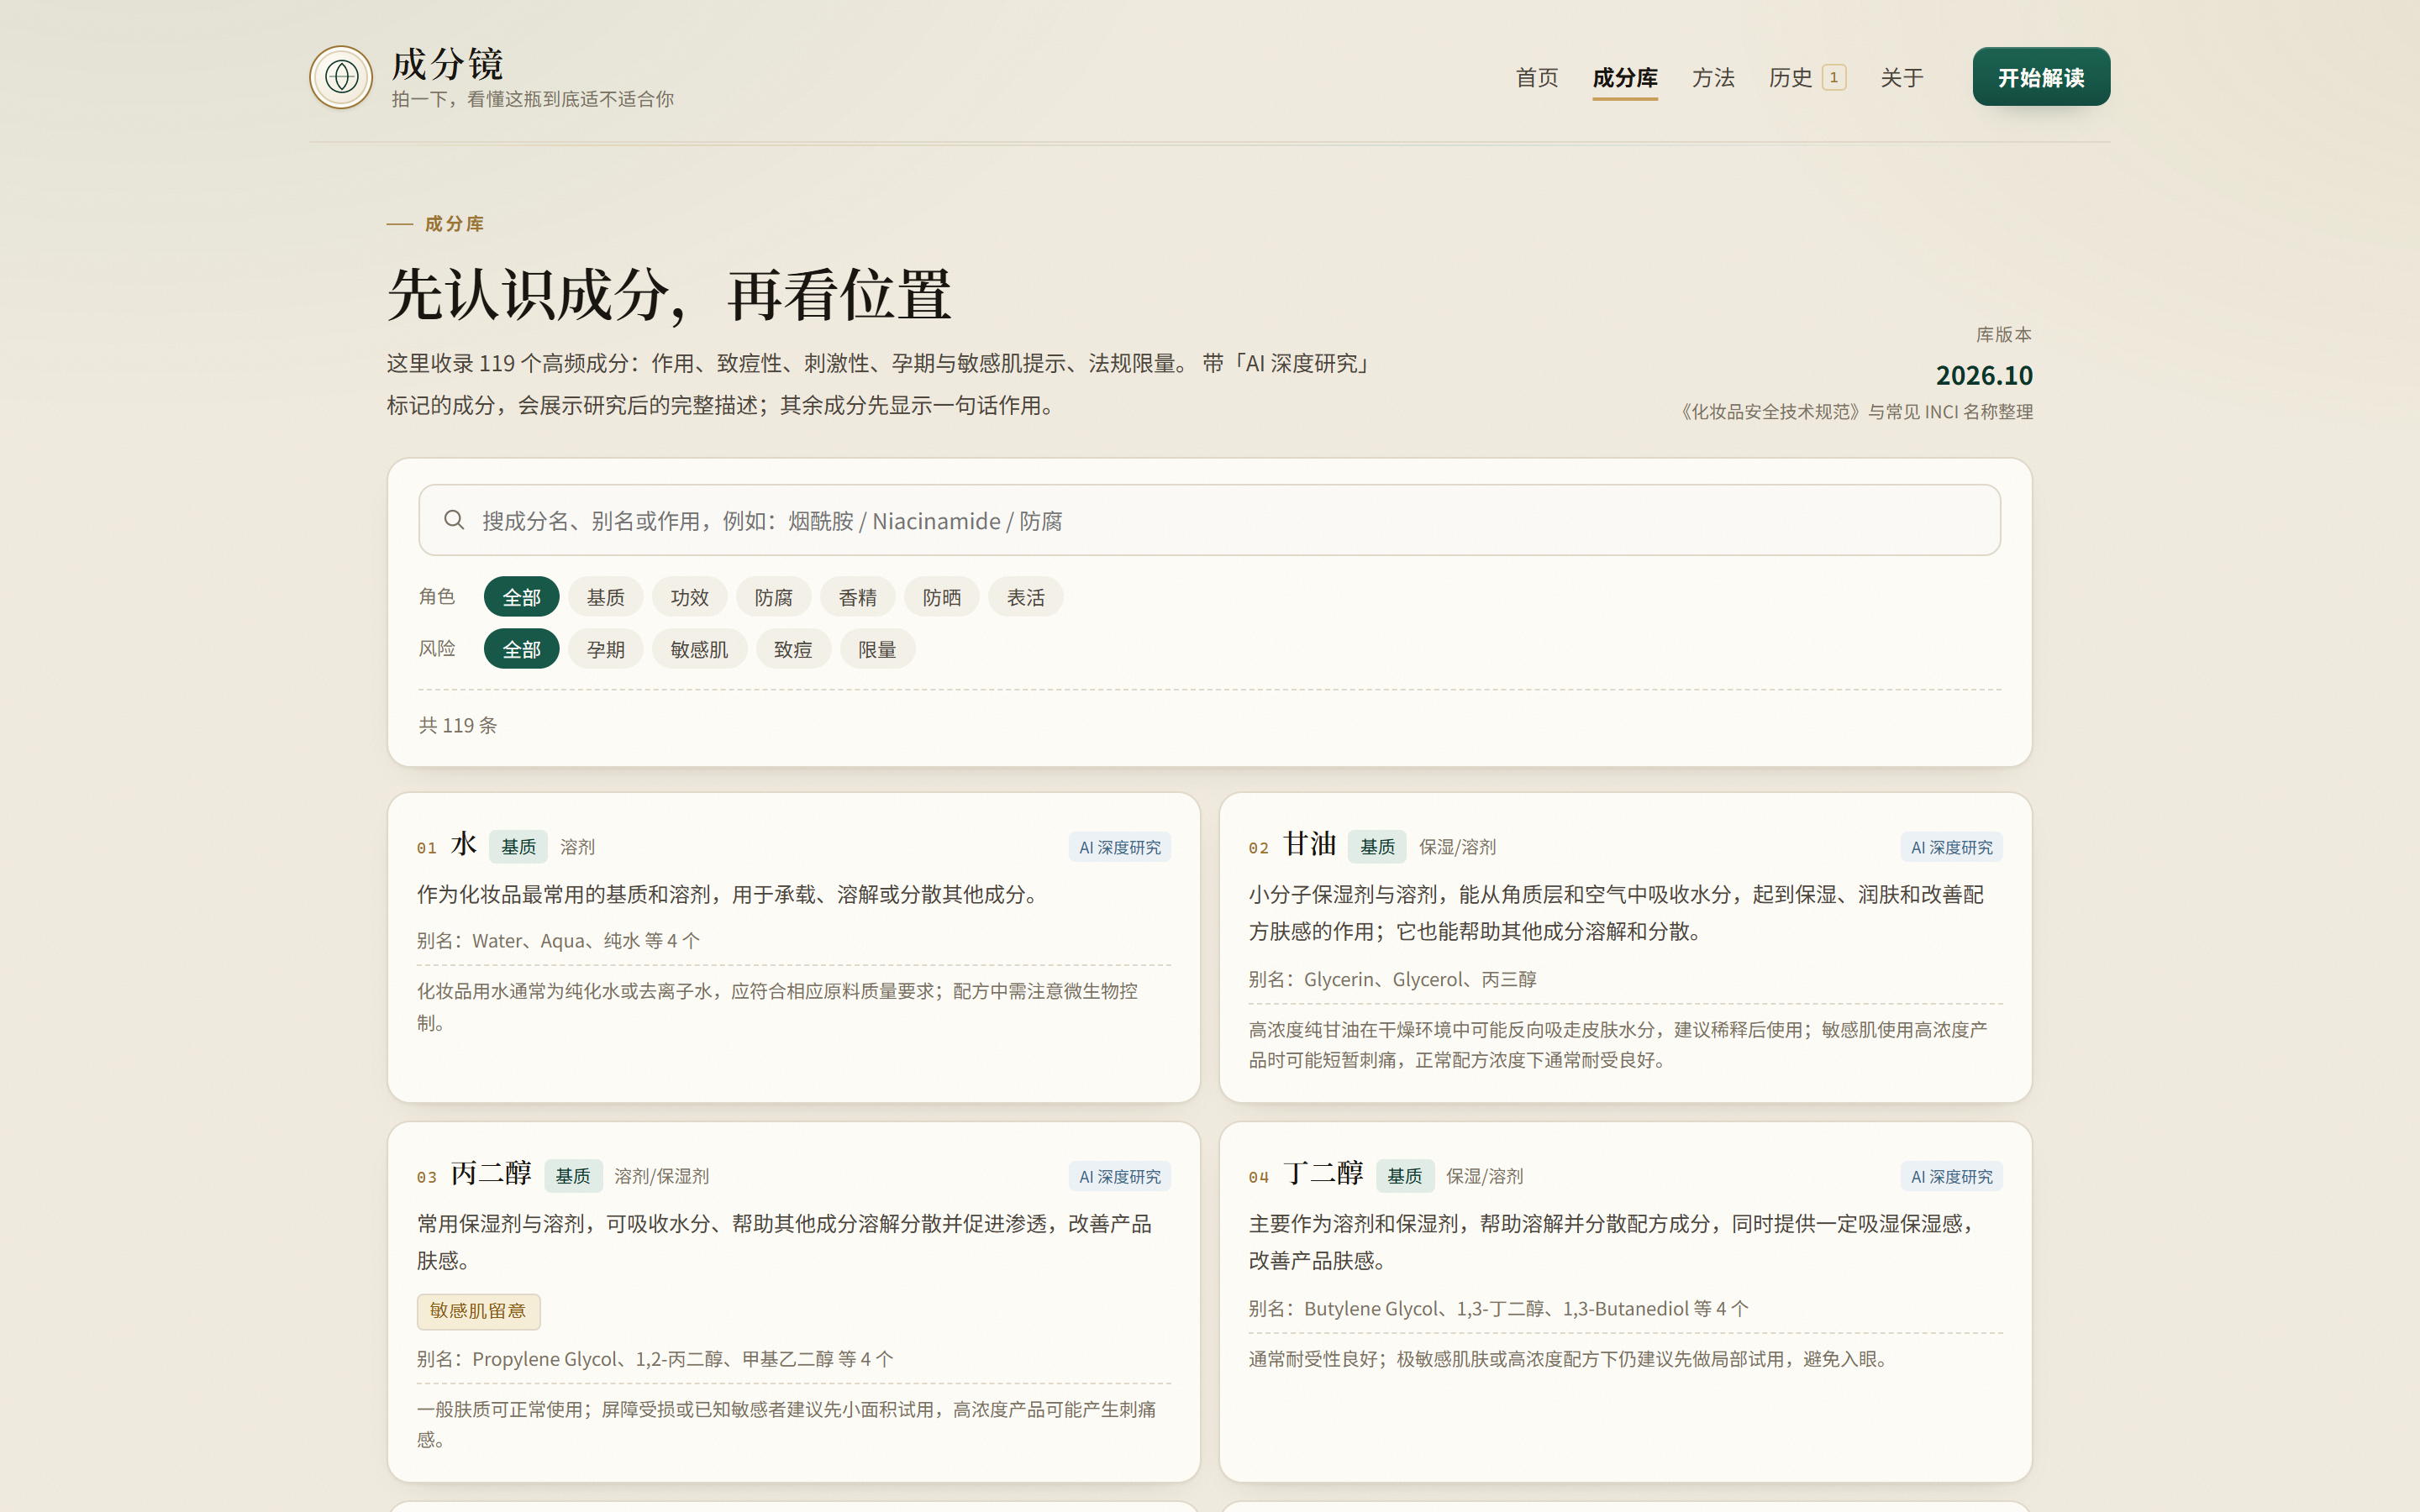 成分镜
拍一下，看懂这瓶到底适不适合你
首页 成分库 方法 历史 1 关于 开始解读
成分库
先认识成分，再看位置
这里收录 119 个高频成分：作用、致痘性、刺激性、孕期与敏感肌提示、法规限量。 带「AI 深度研究」
标记的成分，会展示研究后的完整描述；其余成分先显示一句话作用。
库版本
2026.10
《化妆品安全技术规范》与常见 INCI 名称整理
搜成分名、别名或作用，例如：烟酰胺 / Niacinamide / 防腐
角色 全部 基质 功效 防腐 香精 防晒 表活
风险 全部 孕期 敏感肌 致痘 限量
共 119 条
01 水 基质 溶剂 AI 深度研究
作为化妆品最常用的基质和溶剂，用于承载、溶解或分散其他成分。
别名：Water、Aqua、纯水 等 4 个
化妆品用水通常为纯化水或去离子水，应符合相应原料质量要求；配方中需注意微生物控
制。
02 甘油 基质 保湿/溶剂 AI 深度研究
小分子保湿剂与溶剂，能从角质层和空气中吸收水分，起到保湿、润肤和改善配
方肤感的作用；它也能帮助其他成分溶解和分散。
别名：Glycerin、Glycerol、丙三醇
高浓度纯甘油在干燥环境中可能反向吸走皮肤水分，建议稀释后使用；敏感肌使用高浓度产
品时可能短暂刺痛，正常配方浓度下通常耐受良好。
03 丙二醇 基质 溶剂/保湿剂 AI 深度研究
常用保湿剂与溶剂，可吸收水分、帮助其他成分溶解分散并促进渗透，改善产品
肤感。
敏感肌留意
别名：Propylene Glycol、1,2-丙二醇、甲基乙二醇 等 4 个
一般肤质可正常使用；屏障受损或已知敏感者建议先小面积试用，高浓度产品可能产生刺痛
感。
04 丁二醇 基质 保湿/溶剂 AI 深度研究
主要作为溶剂和保湿剂，帮助溶解并分散配方成分，同时提供一定吸湿保湿感，
改善产品肤感。
别名：Butylene Glycol、1,3-丁二醇、1,3-Butanediol 等 4 个
通常耐受性良好；极敏感肌肤或高浓度配方下仍建议先做局部试用，避免入眼。